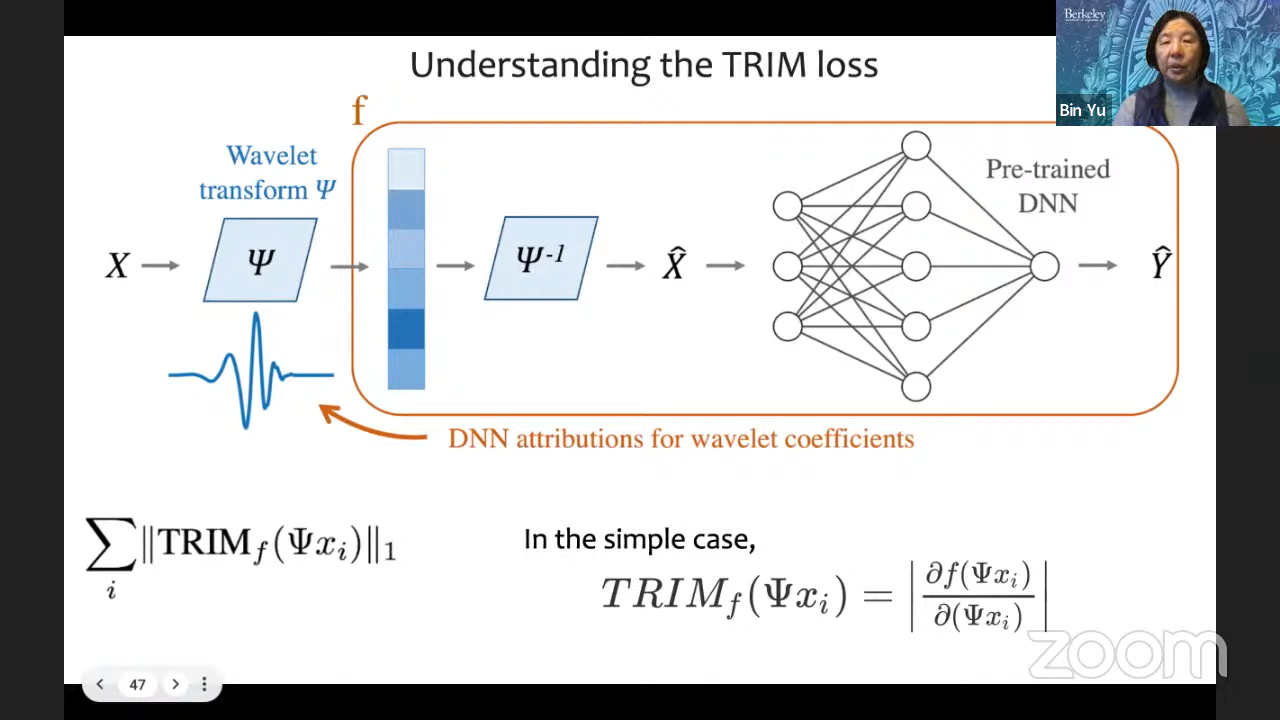 Understanding the TRIM loss
Berkeley
Bin Yu
f
Wavelet
transform Ψ
Pre-trained
DNN
X
Ψ
Ψ⁻¹
X̂
Ŷ
DNN attributions for wavelet coefficients
∑ᵢ ‖TRIM_f(Ψxᵢ)‖₁
In the simple case,
TRIM_f(Ψxᵢ) = |∂f(Ψxᵢ) / ∂(Ψxᵢ)|
zoom
47